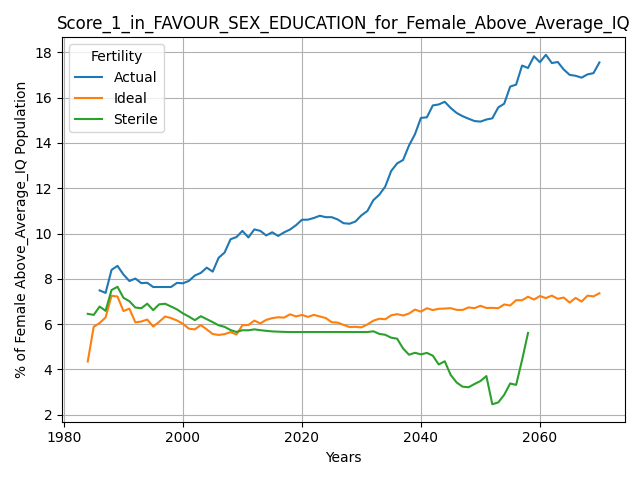 Score_1_in_FAVOUR_SEX_EDUCATION_for_Female_Above_Average_IQ
Fertility
Actual
Ideal
Sterile
% of Female Above_Average_IQ Population
18
16
14
12
10
8
6
4
2
1980
2000
2020
2040
2060
Years